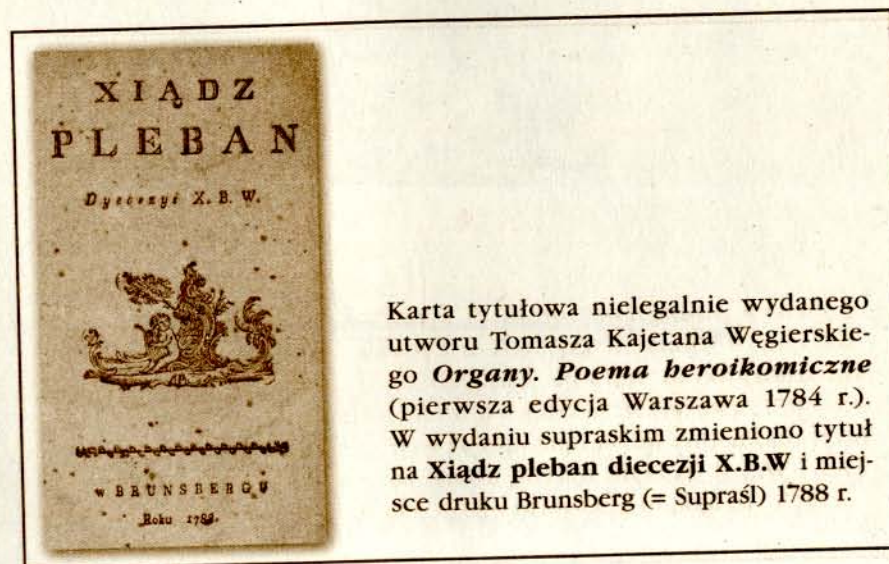 XIĄDZ
PLEBAN
Dyecezyi X. B. W.
w BRUNSBERGU
Roku 1788.
Karta tytułowa nielegalnie wydanego
utworu Tomasza Kajetana Węgierskie-
go Organy. Poema heroikomiczne
(pierwsza edycja Warszawa 1784 r.).
W wydaniu supraskim zmieniono tytuł
na Xiądz pleban diecezji X.B.W i miej-
sce druku Brunsberg (= Supraśl) 1788 r.